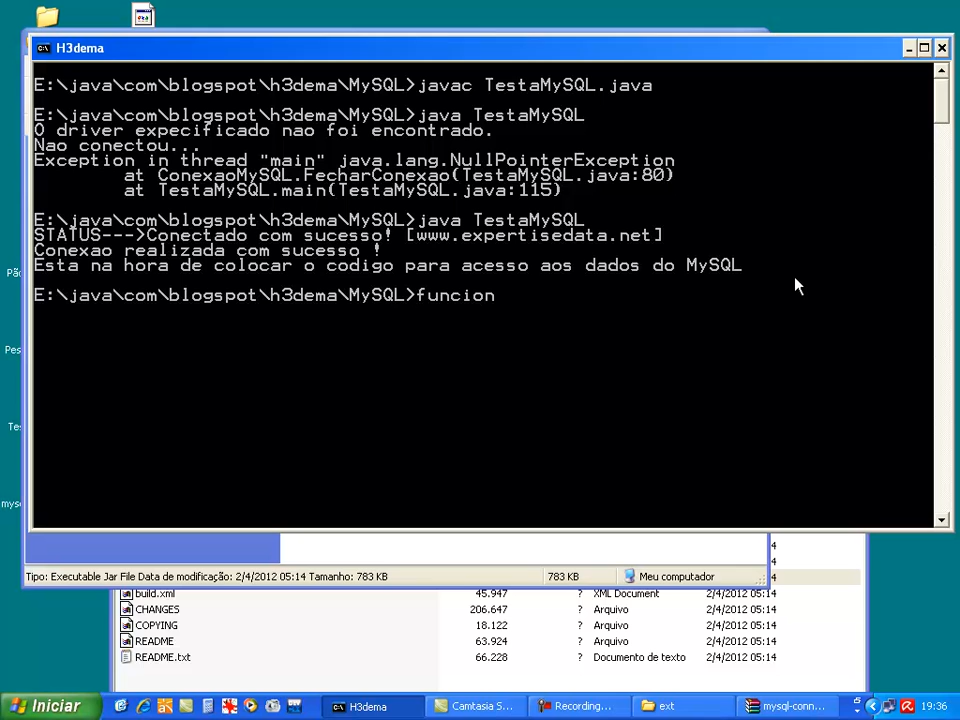 H3dema
E:\java\com\blogspot\h3dema\MySQL>javac TestaMySQL.java
E:\java\com\blogspot\h3dema\MySQL>java TestaMySQL
O driver expecificado nao foi encontrado.
Nao conectou...
Exception in thread "main" java.lang.NullPointerException
at ConexaoMySQL.FecharConexao(TestaMySQL.java:80)
at TestaMySQL.main(TestaMySQL.java:115)
E:\java\com\blogspot\h3dema\MySQL>java TestaMySQL
STATUS--->Conectado com sucesso! [www.expertisedata.net]
Conexao realizada com sucesso !
Esta na hora de colocar o codigo para acesso aos dados do MySQL
E:\java\com\blogspot\h3dema\MySQL>funcion
Pão
Pes
Tes
mysq
4
4
Tipo: Executable Jar File Data de modificação: 2/4/2012 05:14 Tamanho: 783 KB 783 KB Meu computador 4
build.xml 45.947 ? XML Document 2/4/2012 05:14
CHANGES 206.647 ? Arquivo 2/4/2012 05:14
COPYING 18.122 ? Arquivo 2/4/2012 05:14
README 63.924 ? Arquivo 2/4/2012 05:14
README.txt 66.228 ? Documento de texto 2/4/2012 05:14
Iniciar H3dema Camtasia S... Recording... ext mysql-conn... 19:36